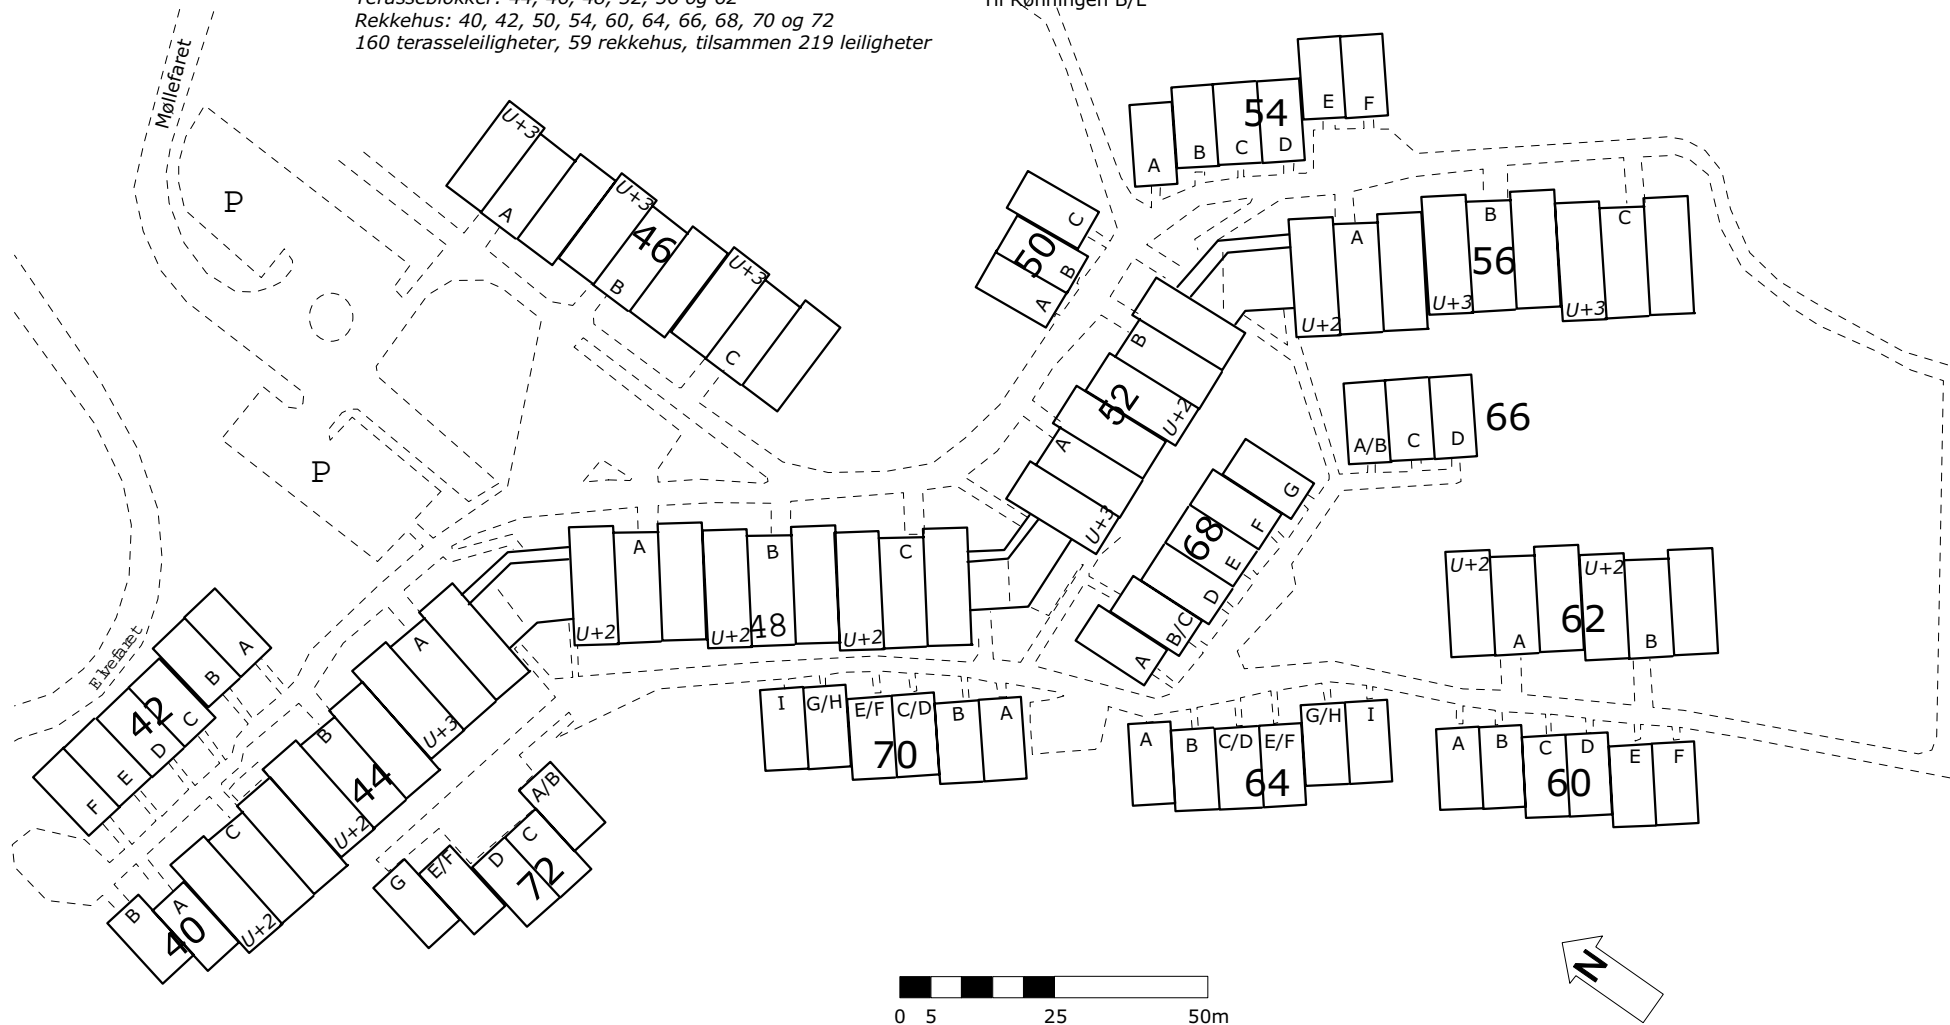 Terasseblokker: 44, 46, 48, 52, 56 og 62
Til Rønningen B/L
Rekkehus: 40, 42, 50, 54, 60, 64, 66, 68, 70 og 72
160 terasseleiligheter, 59 rekkehus, tilsammen 219 leiligheter
Møllefaret
P
P
Elvefaret
U+3
U+3
U+3
A
B
C
46
A
B
C
D
E
F
54
C
B
A
50
A
B
C
U+2
U+3
U+3
56
B
A
52
U+2
U+3
A/B
C
D
66
G
F
E
D
B/C
A
68
A
B
C
U+2
U+2
U+2
48
U+2
U+2
A
B
62
A
B
C
D
E
F
42
A
B
C
U+3
U+2
U+2
44
B
A
40
A/B
C
D
E/F
G
72
I
G/H
E/F
C/D
B
A
70
A
B
C/D
E/F
G/H
I
64
A
B
C
D
E
F
60
N
0
5
25
50m